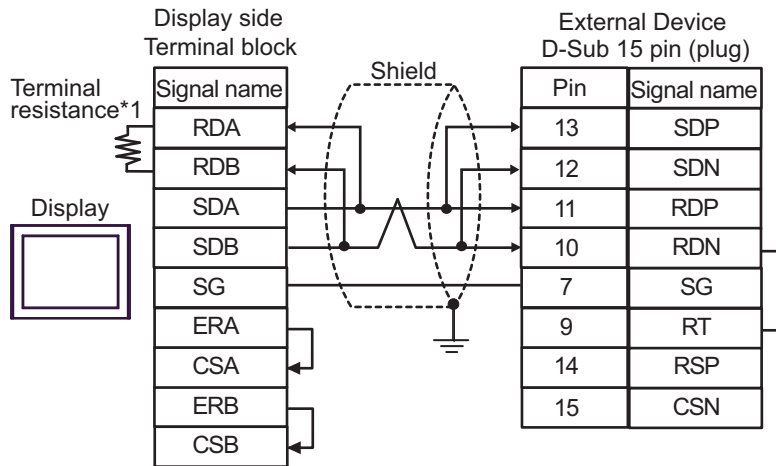 Display side
Terminal block
External Device
D-Sub 15 pin (plug)
Terminal
resistance*1
Shield
Display
Signal name
RDA
RDB
SDA
SDB
SG
ERA
CSA
ERB
CSB
Pin Signal name
13 SDP
12 SDN
11 RDP
10 RDN
7 SG
9 RT
14 RSP
15 CSN